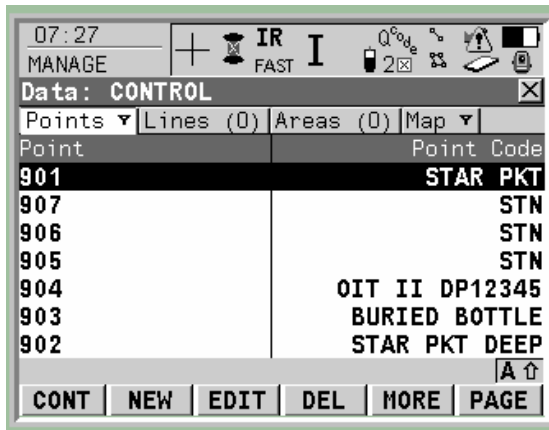 07:27
MANAGE
IR
FAST
I
Qcode
2
Data: CONTROL
Points Lines (0) Areas (0) Map
Point Point Code
901 STAR PKT
907 STN
906 STN
905 STN
904 OIT II DP12345
903 BURIED BOTTLE
902 STAR PKT DEEP
A
CONT NEW EDIT DEL MORE PAGE